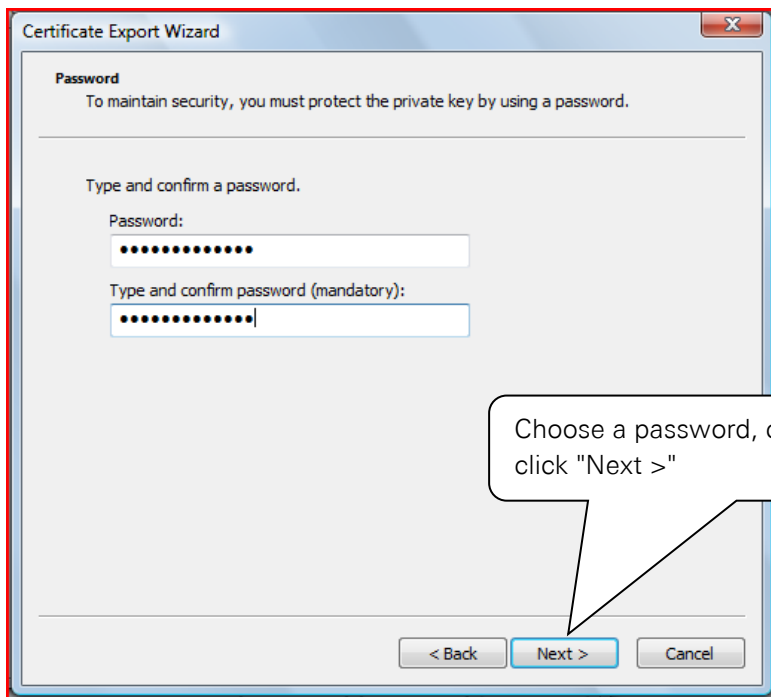 Certificate Export Wizard
Password
To maintain security, you must protect the private key by using a password.
Type and confirm a password.
Password:
•••••••••••••
Type and confirm password (mandatory):
•••••••••••••
Choose a password,
click "Next >"
< Back Next > Cancel